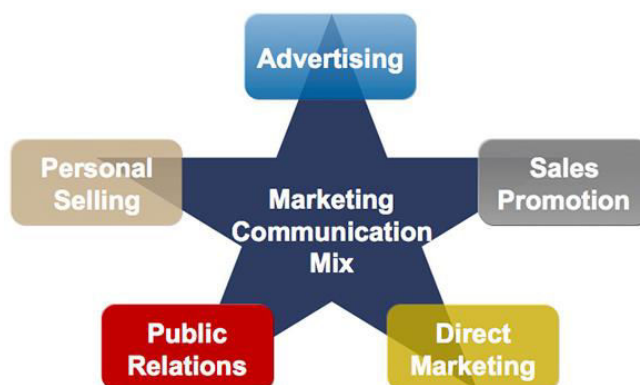 Advertising
Personal
Selling
Sales
Promotion
Marketing
Communication
Mix
Public
Relations
Direct
Marketing